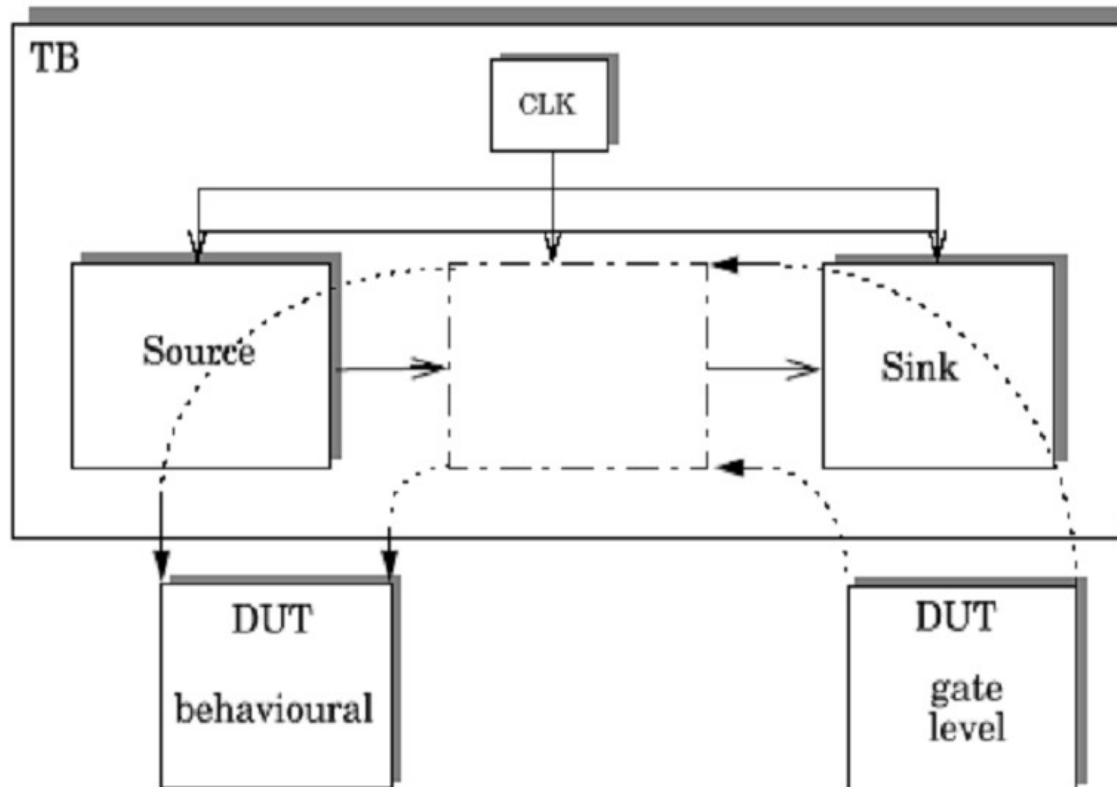 TB
CLK
Source
Sink
DUT
behavioural
DUT
gate
level